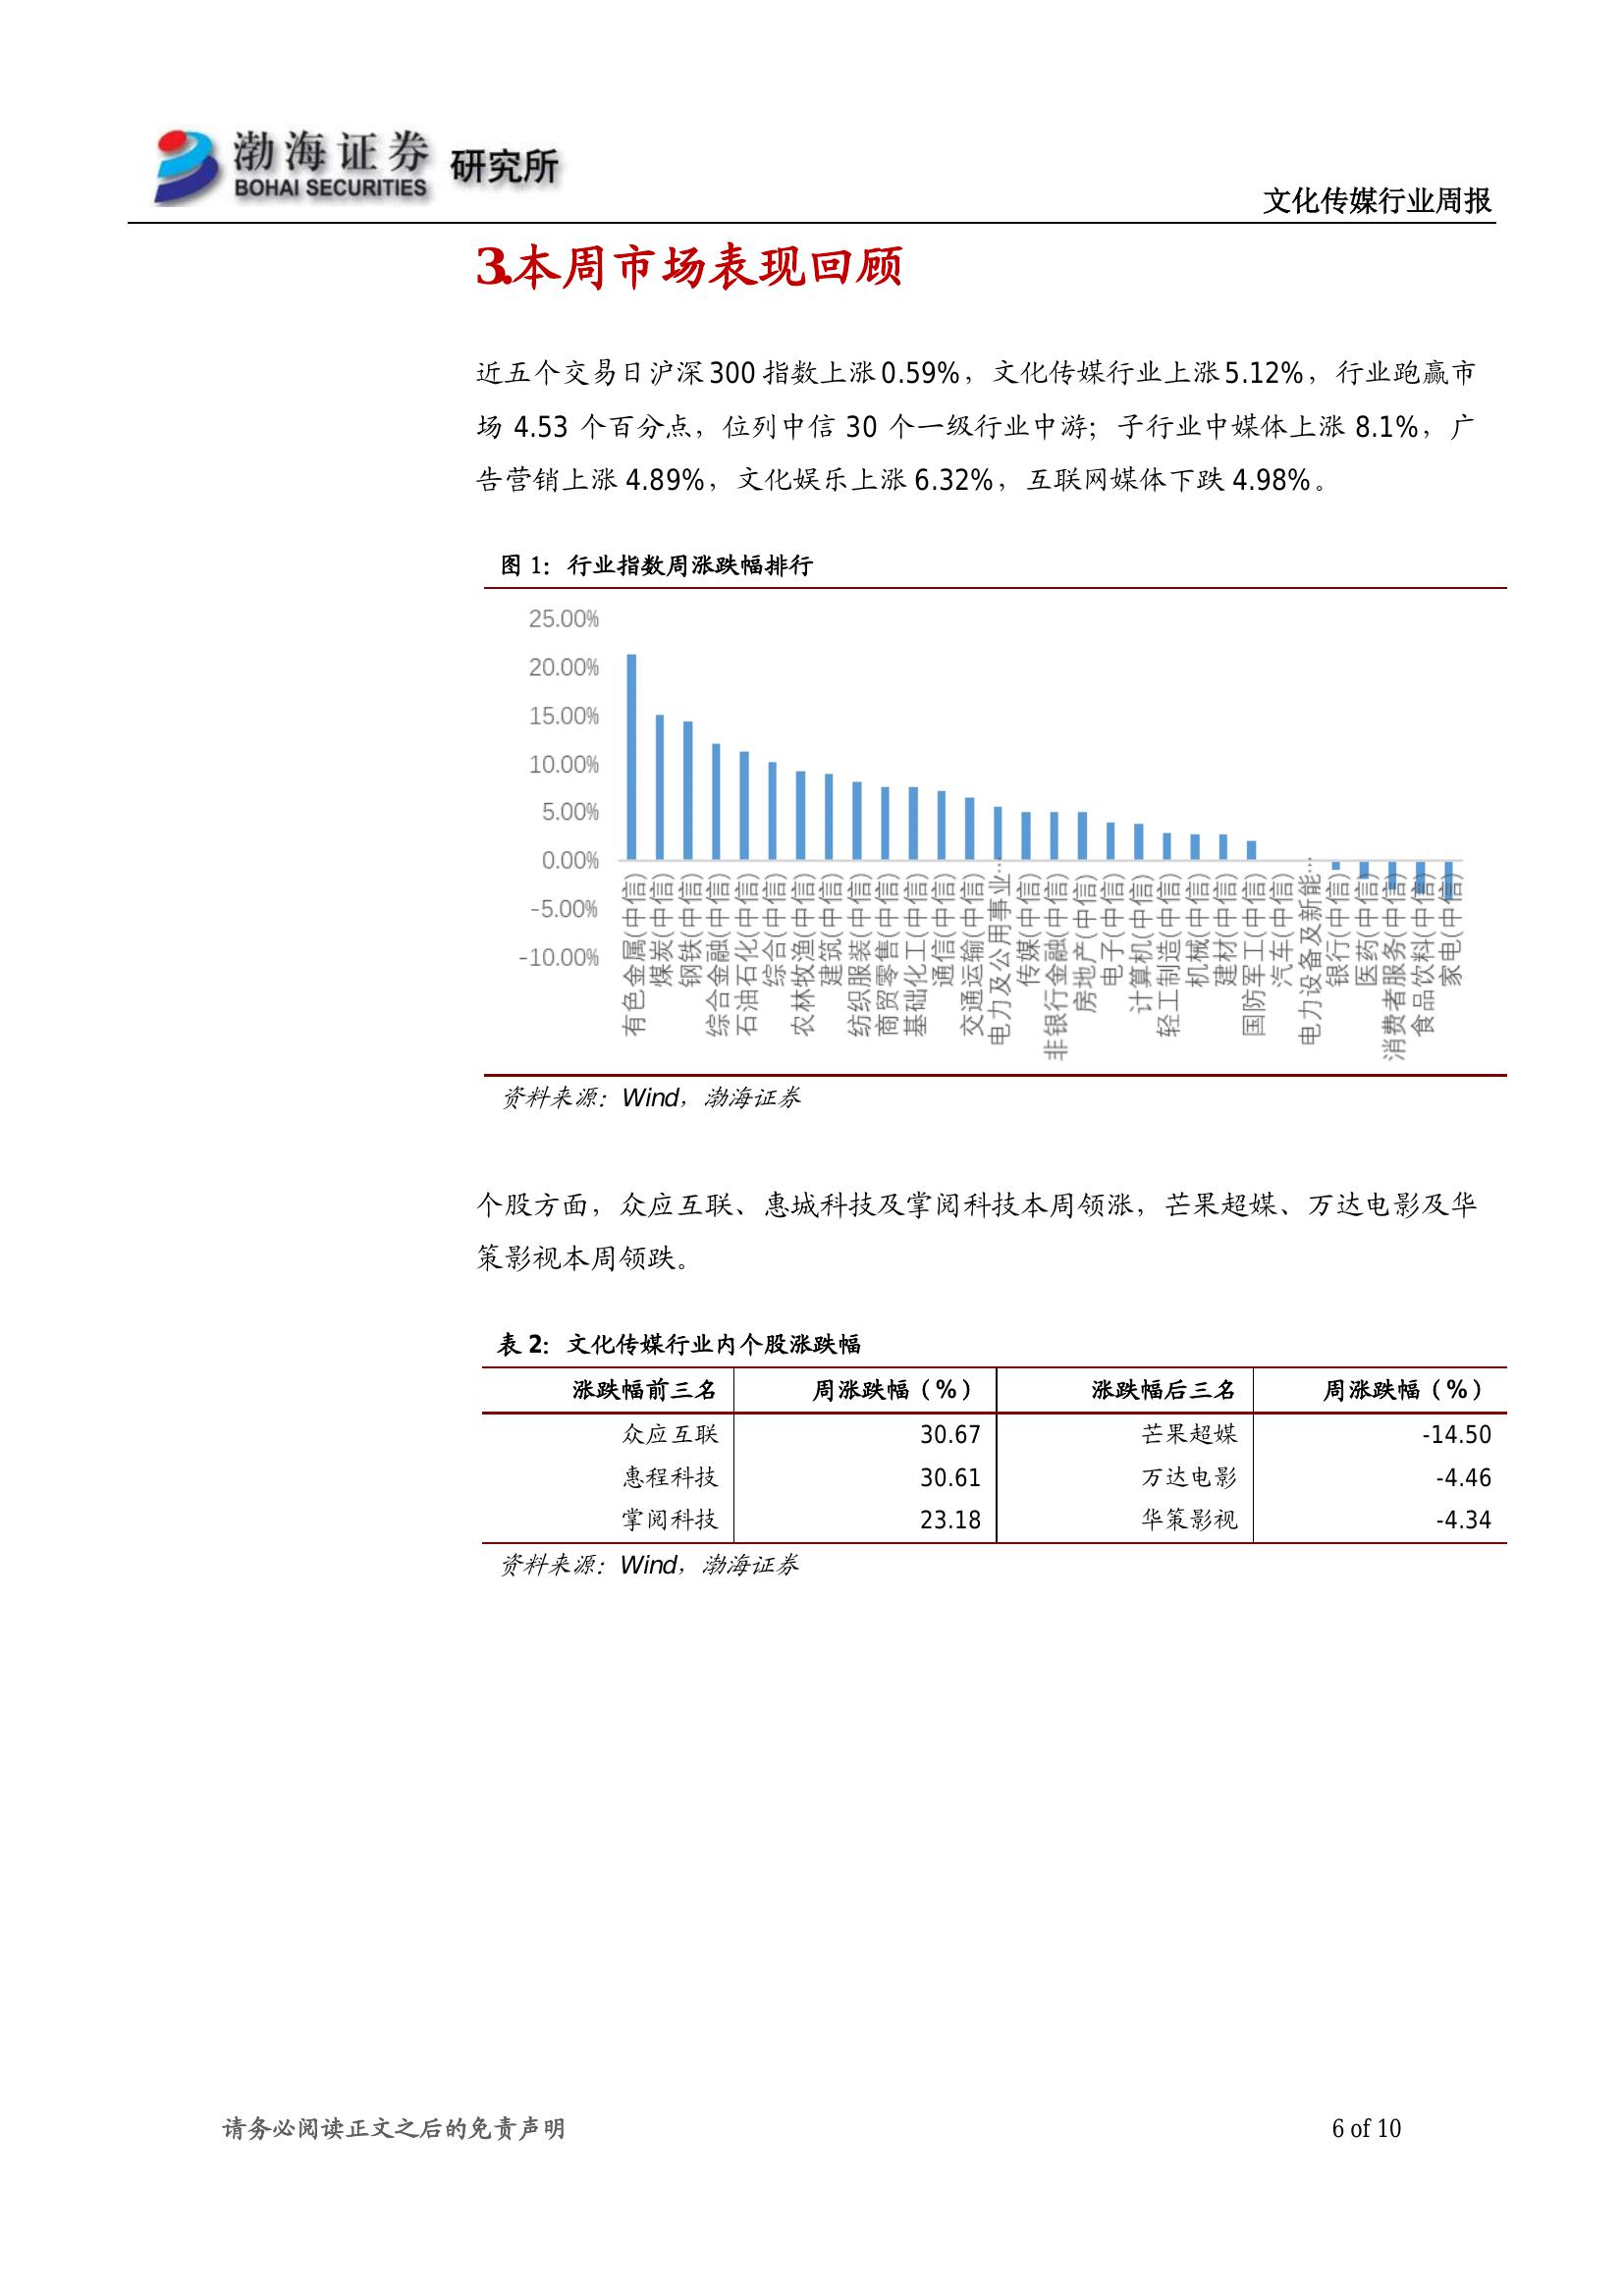 渤海证券 研究所
BOHAI SECURITIES
文化传媒行业周报
3.本周市场表现回顾
近五个交易日沪深 300 指数上涨 0.59%，文化传媒行业上涨 5.12%，行业跑赢市
场 4.53 个百分点，位列中信 30 个一级行业中游；子行业中媒体上涨 8.1%，广
告营销上涨 4.89%，文化娱乐上涨 6.32%，互联网媒体下跌 4.98%。
图 1：行业指数周涨跌幅排行
25.00%
20.00%
15.00%
10.00%
5.00%
0.00%
-5.00%
-10.00%
有色金属(中信)
煤炭(中信)
钢铁(中信)
综合金融(中信)
石油石化(中信)
综合(中信)
农林牧渔(中信)
建筑(中信)
纺织服装(中信)
商贸零售(中信)
基础化工(中信)
通信(中信)
交通运输(中信)
电力及公用事业…
传媒(中信)
非银行金融(中信)
房地产(中信)
电子(中信)
计算机(中信)
轻工制造(中信)
机械(中信)
建材(中信)
国防军工(中信)
汽车(中信)
电力设备及新能…
银行(中信)
医药(中信)
消费者服务(中信)
食品饮料(中信)
家电(中信)
资料来源：Wind，渤海证券
个股方面，众应互联、惠城科技及掌阅科技本周领涨，芒果超媒、万达电影及华
策影视本周领跌。
表 2：文化传媒行业内个股涨跌幅
涨跌幅前三名 周涨跌幅（%） 涨跌幅后三名 周涨跌幅（%）
众应互联 30.67 芒果超媒 -14.50
惠程科技 30.61 万达电影 -4.46
掌阅科技 23.18 华策影视 -4.34
资料来源：Wind，渤海证券
请务必阅读正文之后的免责声明 6 of 10